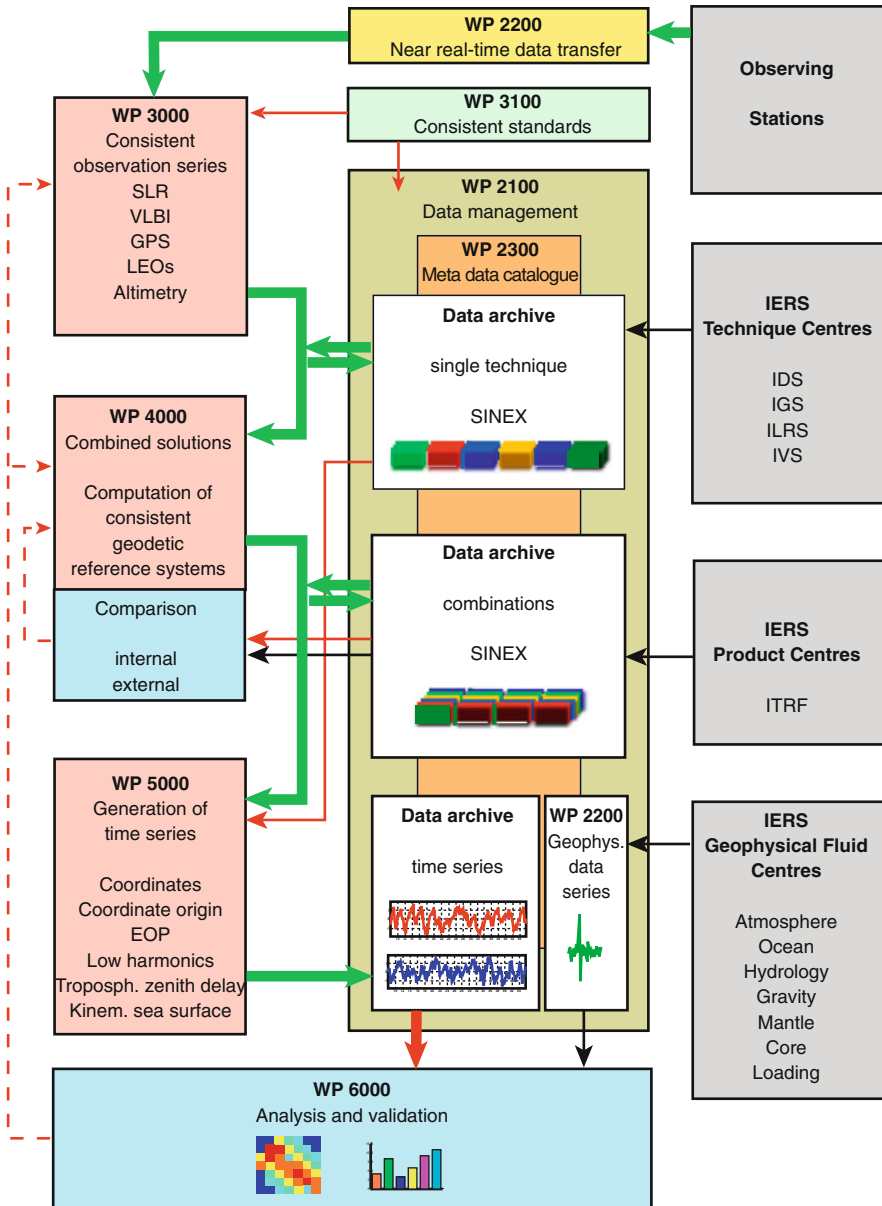 WP 2200
Near real-time data transfer
Observing
Stations
WP 3100
Consistent standards
WP 3000
Consistent
observation series
SLR
VLBI
GPS
LEOs
Altimetry
WP 2100
Data management
WP 2300
Meta data catalogue
Data archive
single technique
SINEX
IERS
Technique Centres
IDS
IGS
ILRS
IVS
WP 4000
Combined solutions
Computation of
consistent
geodetic
reference systems
Comparison
internal
external
Data archive
combinations
SINEX
IERS
Product Centres
ITRF
WP 5000
Generation of
time series
Coordinates
Coordinate origin
EOP
Low harmonics
Troposph. zenith delay
Kinem. sea surface
Data archive
time series
WP 2200
Geophys.
data
series
IERS
Geophysical Fluid
Centres
Atmosphere
Ocean
Hydrology
Gravity
Mantle
Core
Loading
WP 6000
Analysis and validation